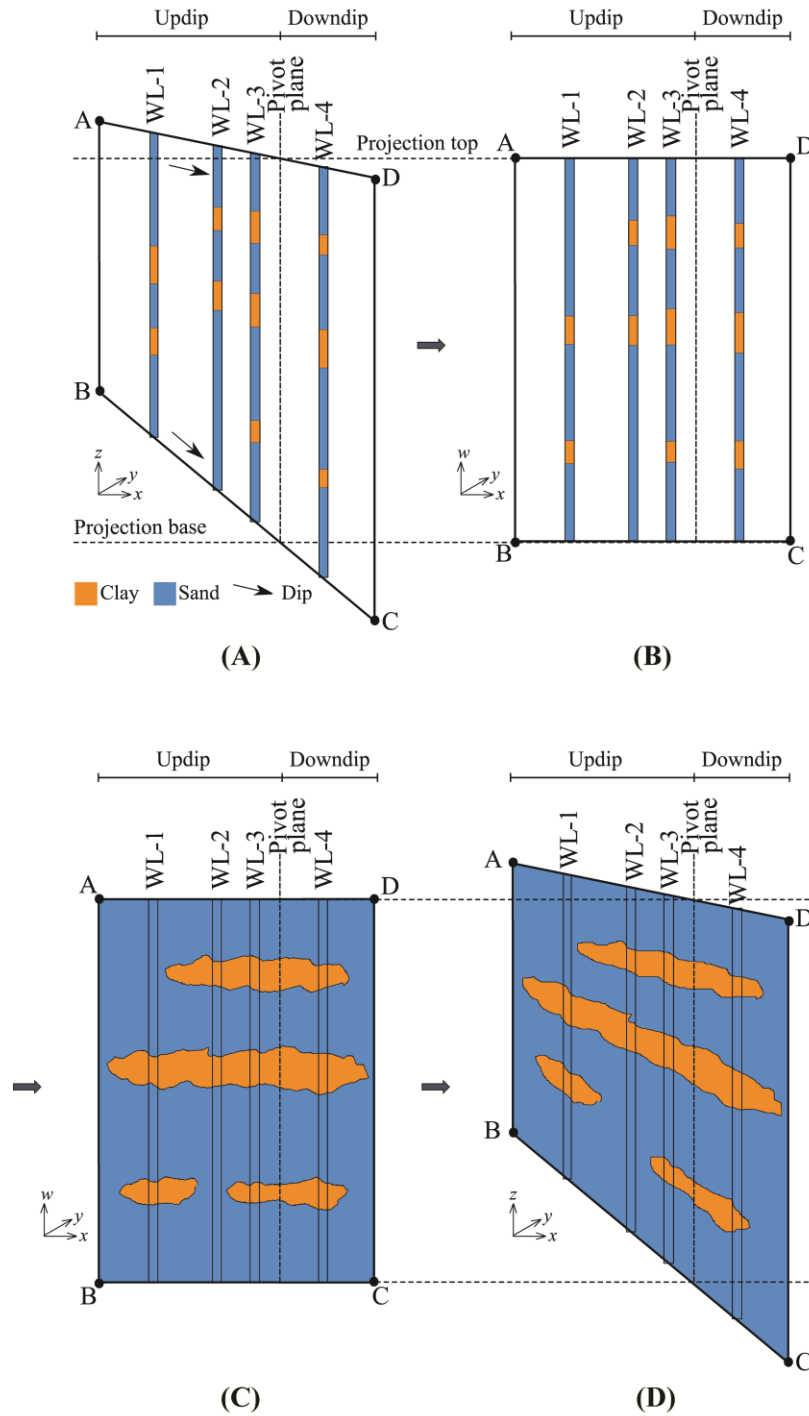 Updip Downdip
WL-1
WL-2
WL-3
Pivot
plane
WL-4
A
Projection top
D
B
z
y
x
Projection base
Clay Sand Dip
C
(A)
Updip Downdip
WL-1
WL-2
WL-3
Pivot
plane
WL-4
A
D
w
y
x
B
C
(B)
Updip Downdip
WL-1
WL-2
WL-3
Pivot
plane
WL-4
A
D
w
y
x
B
C
(C)
Updip Downdip
WL-1
WL-2
WL-3
Pivot
plane
WL-4
A
D
B
z
y
x
C
(D)